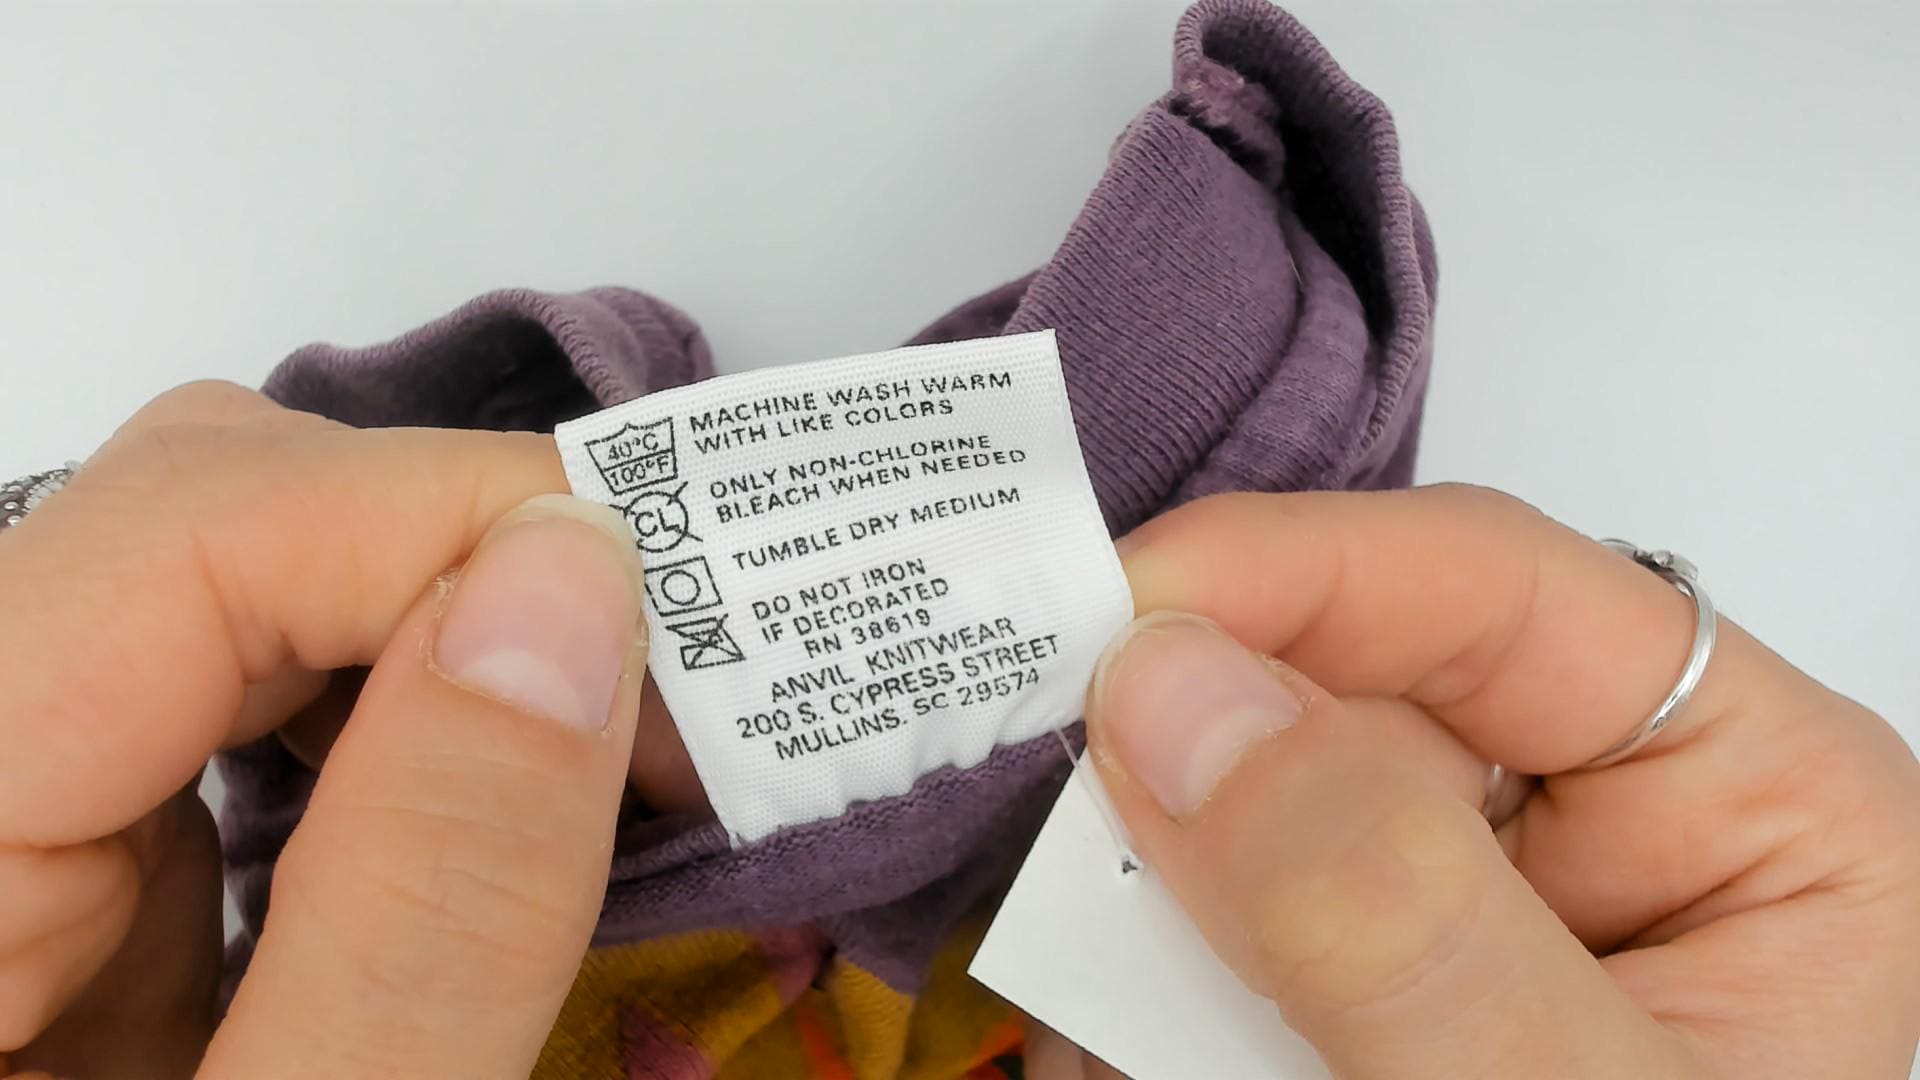 40°C
100°F
MACHINE WASH WARM
WITH LIKE COLORS
CL
ONLY NON-CHLORINE
BLEACH WHEN NEEDED
TUMBLE DRY MEDIUM
DO NOT IRON
IF DECORATED
RN 38619
ANVIL KNITWEAR
200 S. CYPRESS STREET
MULLINS. SC 29574